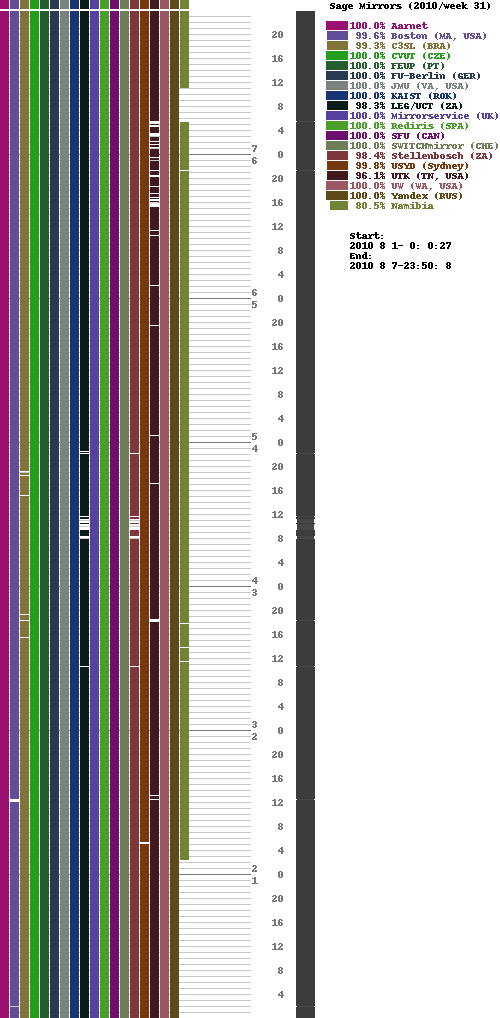 Sage Mirrors (2010/week 31)
100.0% Aarnet
99.6% Boston (MA, USA)
99.3% C3SL (BRA)
100.0% CVUT (CZE)
100.0% FEUP (PT)
100.0% FU-Berlin (GER)
100.0% JMU (VA, USA)
100.0% KAIST (ROK)
98.3% LEG/UCT (ZA)
100.0% Mirrorservice (UK)
100.0% Rediris (SPA)
100.0% SFU (CAN)
100.0% SWITCHmirror (CHE)
98.4% Stellenbosch (ZA)
99.8% USYD (Sydney)
96.1% UTK (TN, USA)
100.0% UW (WA, USA)
100.0% Yandex (RUS)
80.5% Namibia
Start:
2010 8 1- 0: 0:27
End:
2010 8 7-23:50: 8
20
16
12
8
4
7
0
6
20
16
12
8
4
6
0
5
20
16
12
8
4
5
0
4
20
16
12
8
4
4
0
3
20
16
12
8
4
3
0
2
20
16
12
8
4
2
0
1
20
16
12
8
4